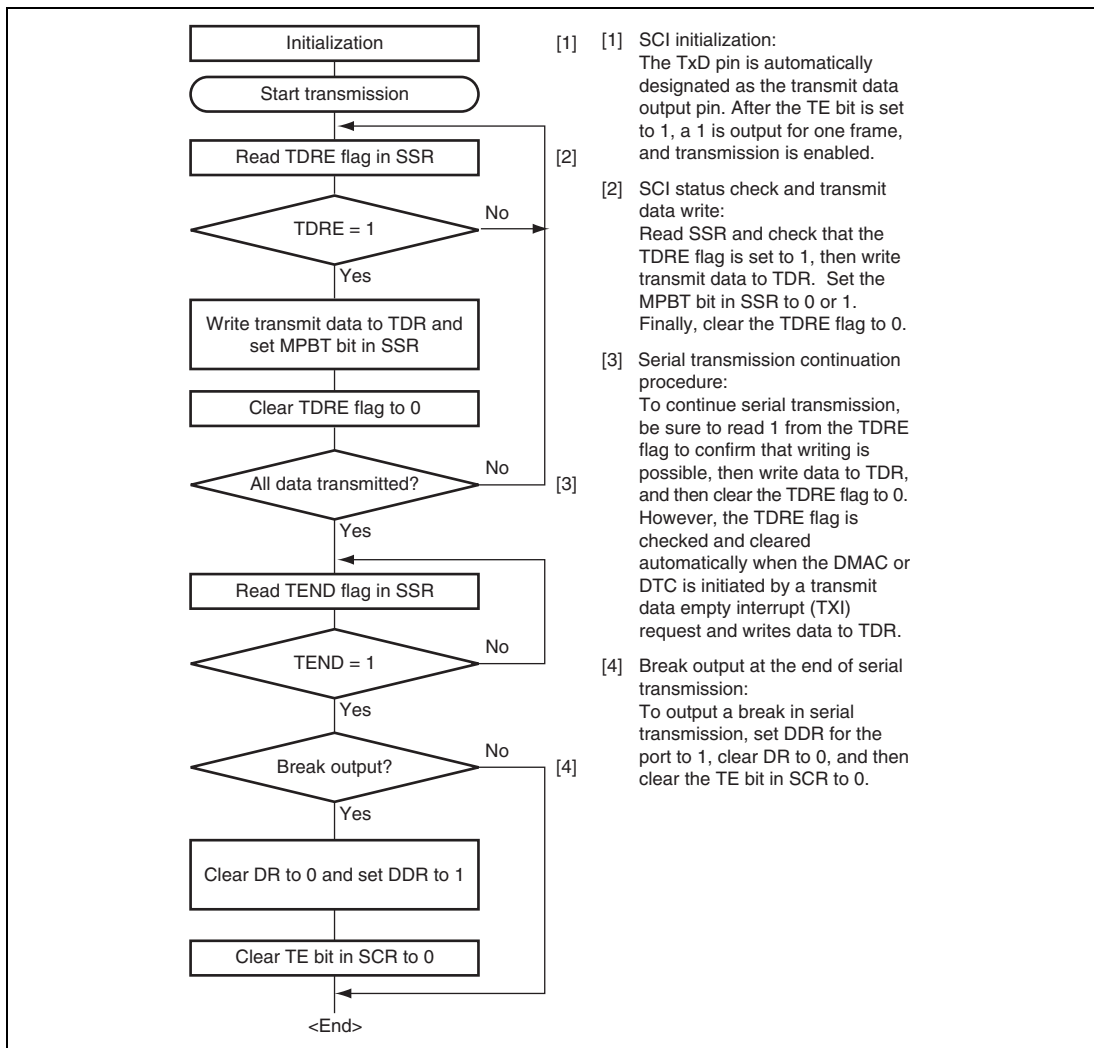 Initialization
[1]
Start transmission
Read TDRE flag in SSR
[2]
TDRE = 1
No
Yes
Write transmit data to TDR and
set MPBT bit in SSR
Clear TDRE flag to 0
All data transmitted?
No
[3]
Yes
Read TEND flag in SSR
TEND = 1
No
Yes
Break output?
No
[4]
Yes
Clear DR to 0 and set DDR to 1
Clear TE bit in SCR to 0
<End>
[1] SCI initialization:
The TxD pin is automatically
designated as the transmit data
output pin. After the TE bit is set
to 1, a 1 is output for one frame,
and transmission is enabled.
[2] SCI status check and transmit
data write:
Read SSR and check that the
TDRE flag is set to 1, then write
transmit data to TDR. Set the
MPBT bit in SSR to 0 or 1.
Finally, clear the TDRE flag to 0.
[3] Serial transmission continuation
procedure:
To continue serial transmission,
be sure to read 1 from the TDRE
flag to confirm that writing is
possible, then write data to TDR,
and then clear the TDRE flag to 0.
However, the TDRE flag is
checked and cleared
automatically when the DMAC or
DTC is initiated by a transmit
data empty interrupt (TXI)
request and writes data to TDR.
[4] Break output at the end of serial
transmission:
To output a break in serial
transmission, set DDR for the
port to 1, clear DR to 0, and then
clear the TE bit in SCR to 0.